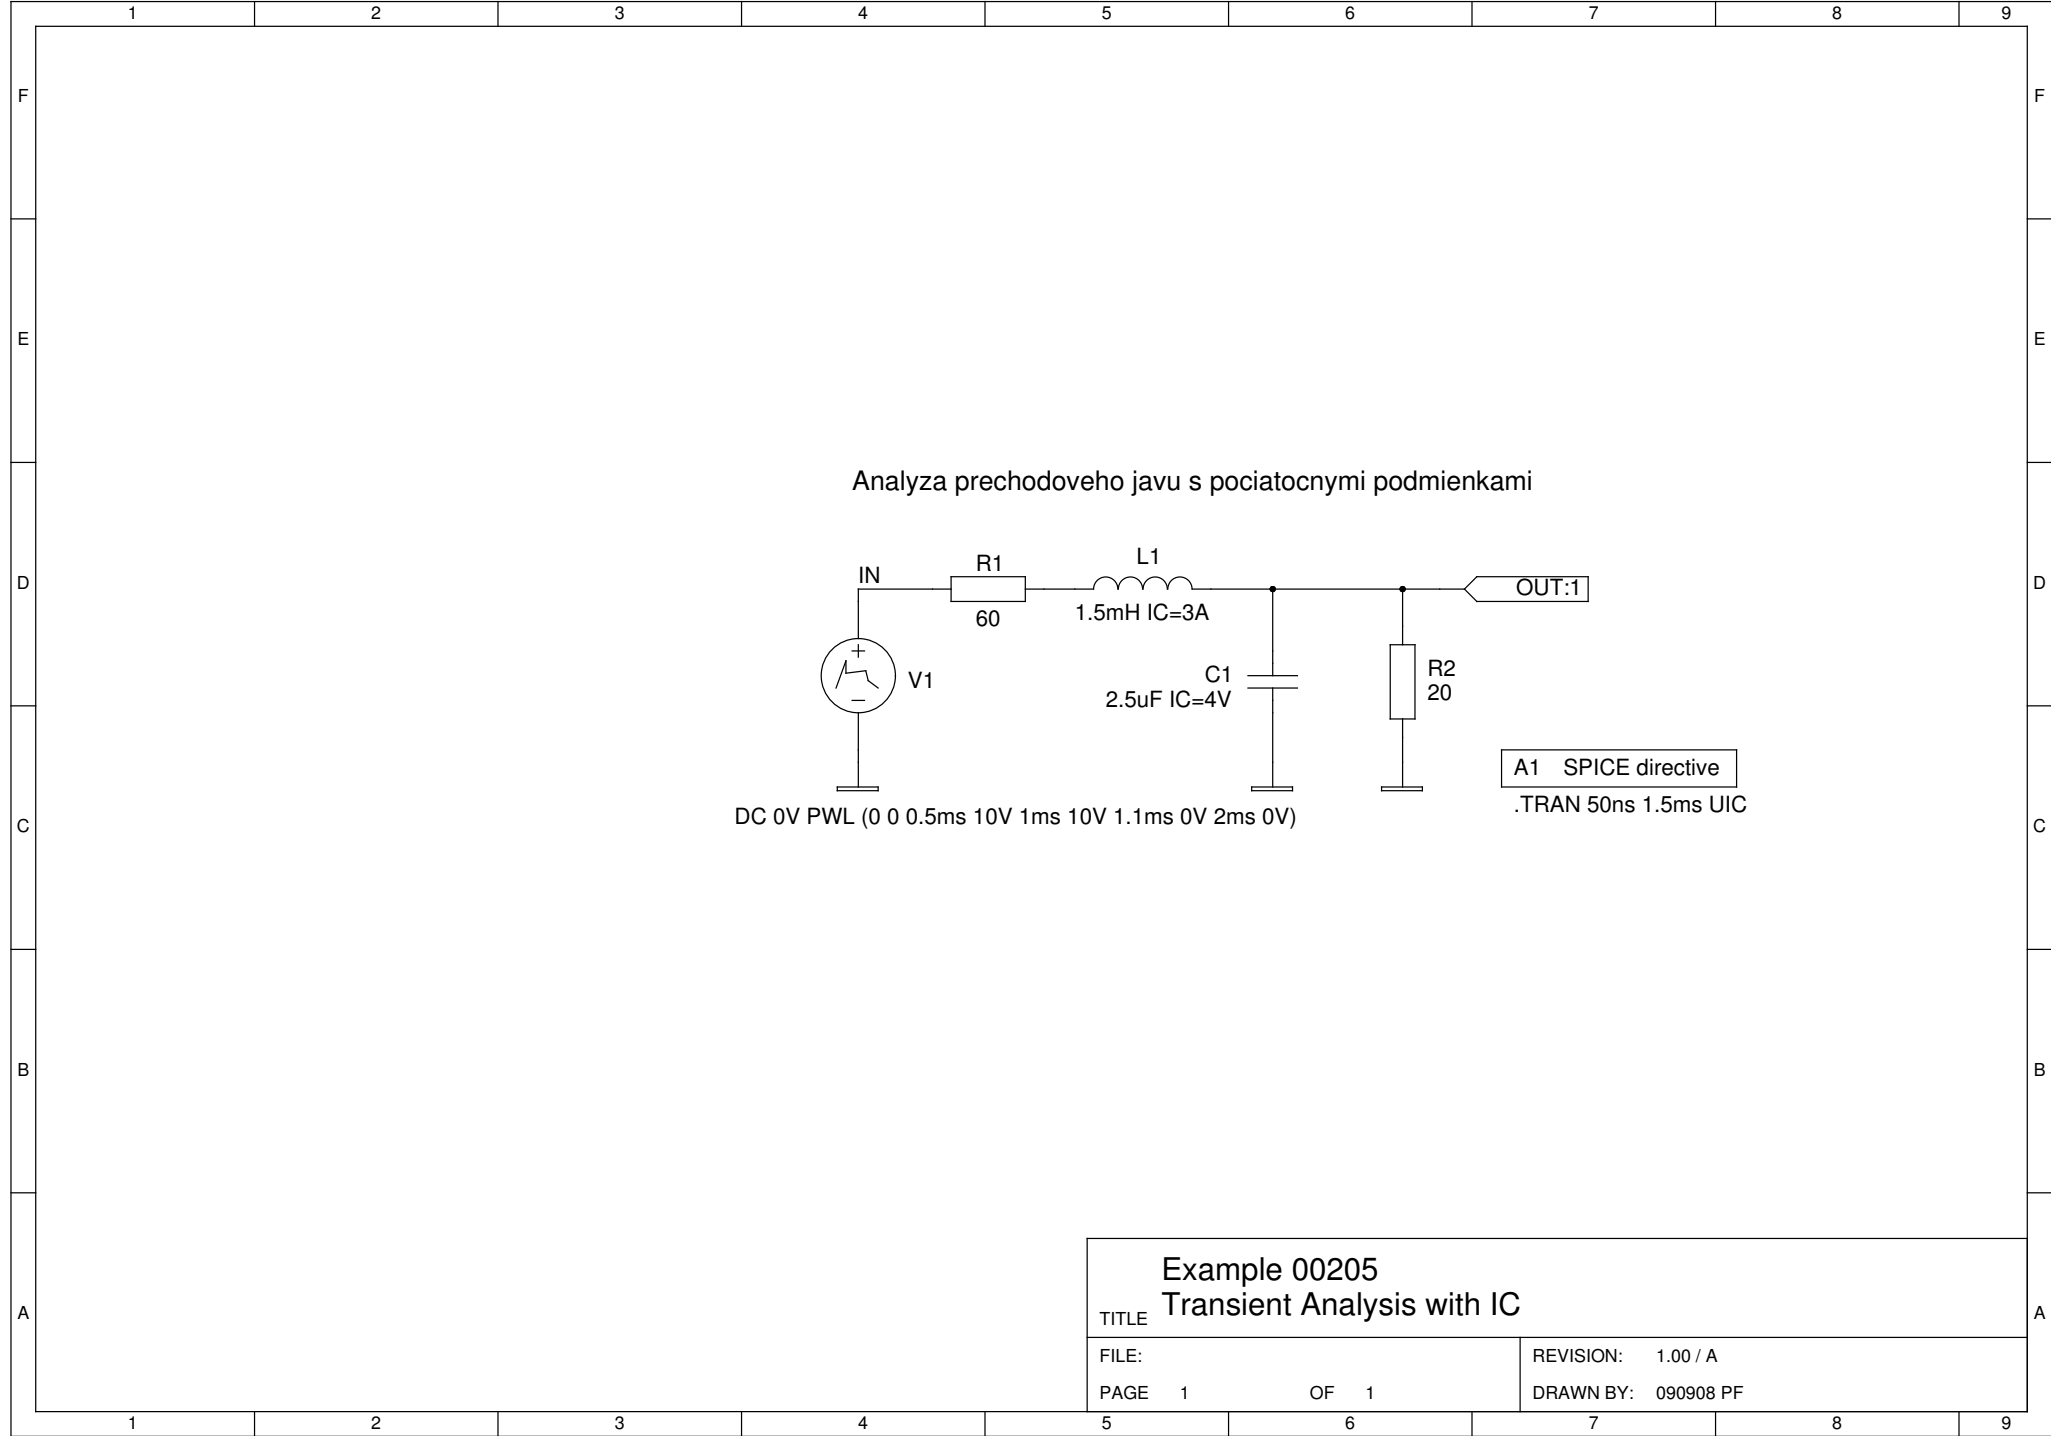 1 2 3 4 5 6 7 8 9
F F
E E
Analyza prechodoveho javu s pociatocnymi podmienkami
D D
IN
R1
60
L1
1.5mH IC=3A
OUT:1
+
−
V1
C1
2.5uF IC=4V
R2
20
A1 SPICE directive
.TRAN 50ns 1.5ms UIC
DC 0V PWL (0 0 0.5ms 10V 1ms 10V 1.1ms 0V 2ms 0V)
C C
B B
A A
Example 00205
TITLE Transient Analysis with IC
FILE:
REVISION: 1.00 / A
PAGE 1 OF 1
DRAWN BY: 090908 PF
1 2 3 4 5 6 7 8 9